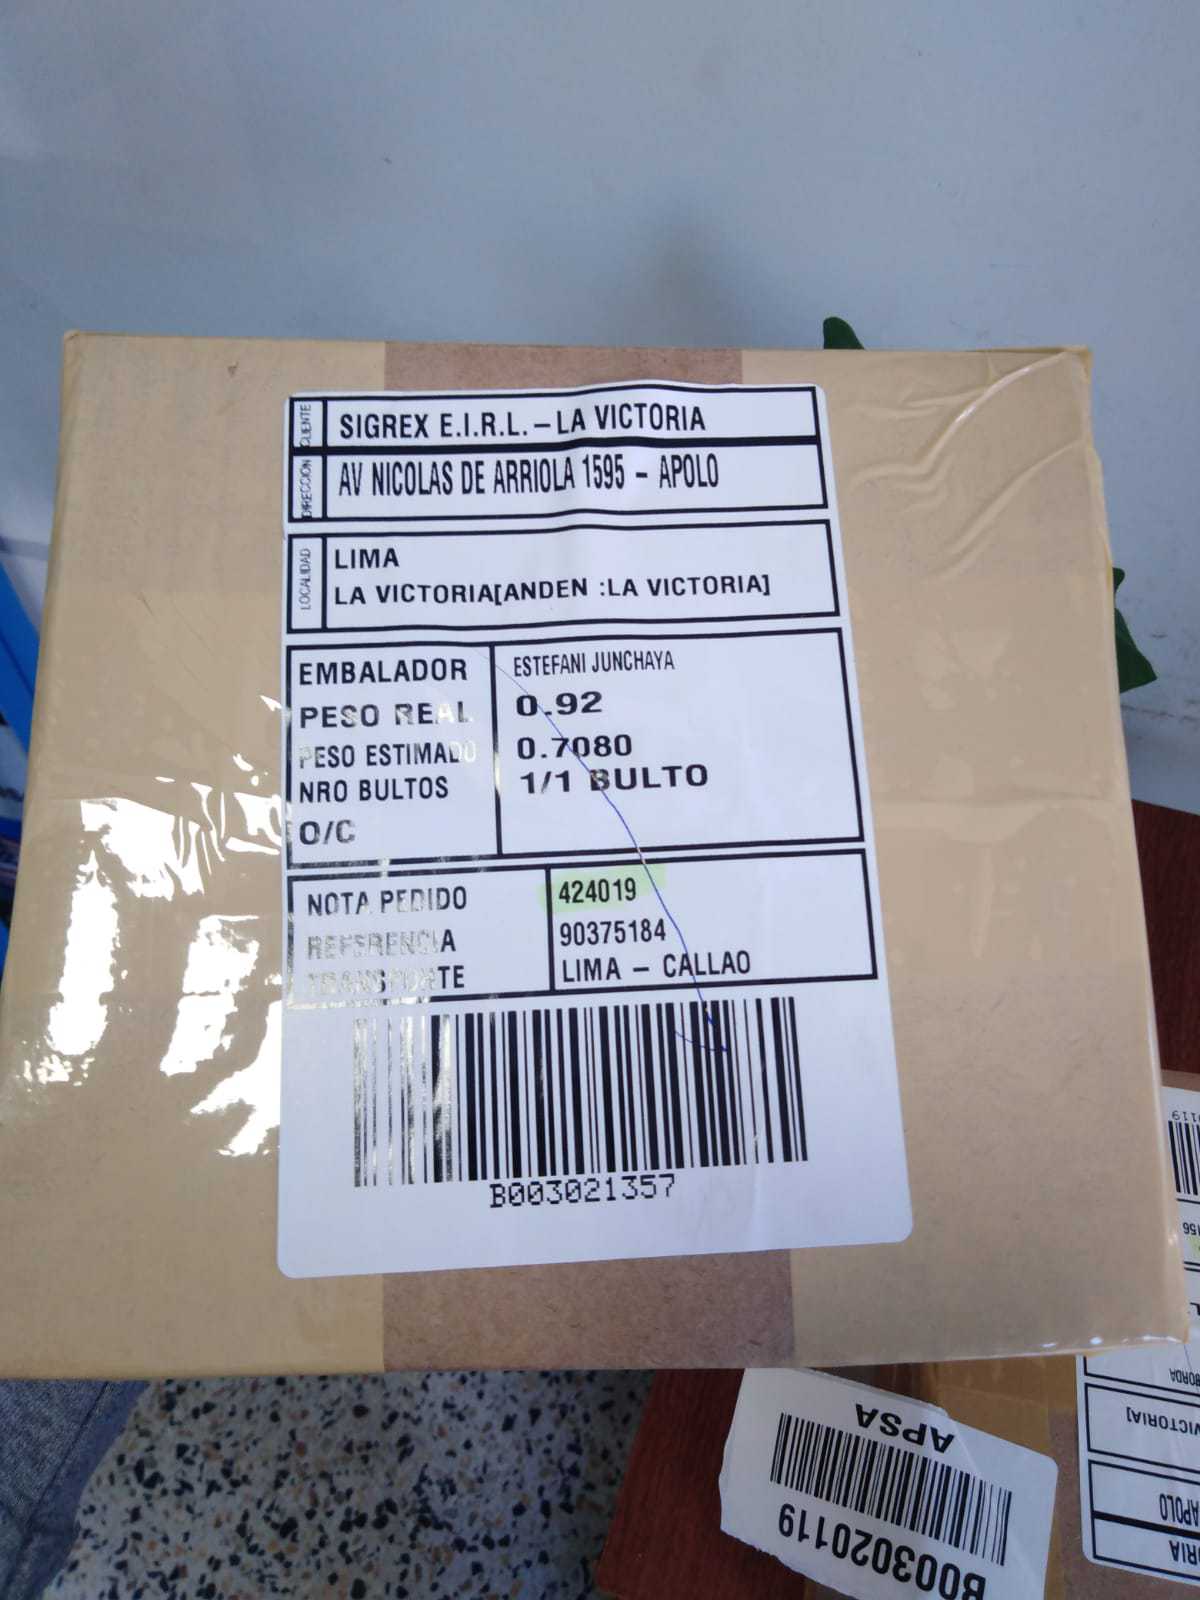 CLIENTE SIGREX E.I.R.L. – LA VICTORIA
DIRECCIÓN AV NICOLAS DE ARRIOLA 1595 – APOLO
LOCALIDAD LIMA
LA VICTORIA[ANDEN :LA VICTORIA]
EMBALADOR ESTEFANI JUNCHAYA
PESO REAL 0.92
PESO ESTIMADO 0.7080
NRO BULTOS 1/1 BULTO
O/C
NOTA PEDIDO 424019
REFERENCIA 90375184
TRANSPORTE LIMA – CALLAO
B003021357
APSA
B003020119
VICTORIA]
APOLO